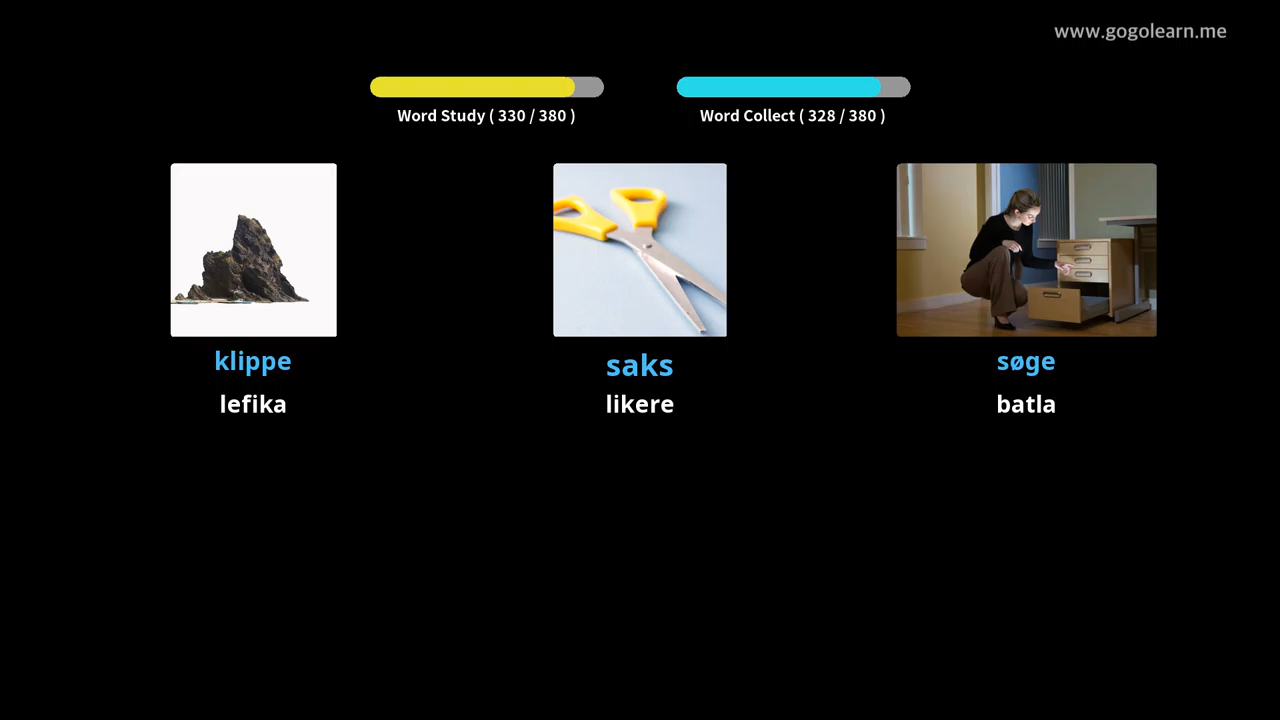 www.gogolearn.me
Word Study ( 330 / 380 )
Word Collect ( 328 / 380 )
klippe
saks
søge
lefika
likere
batla